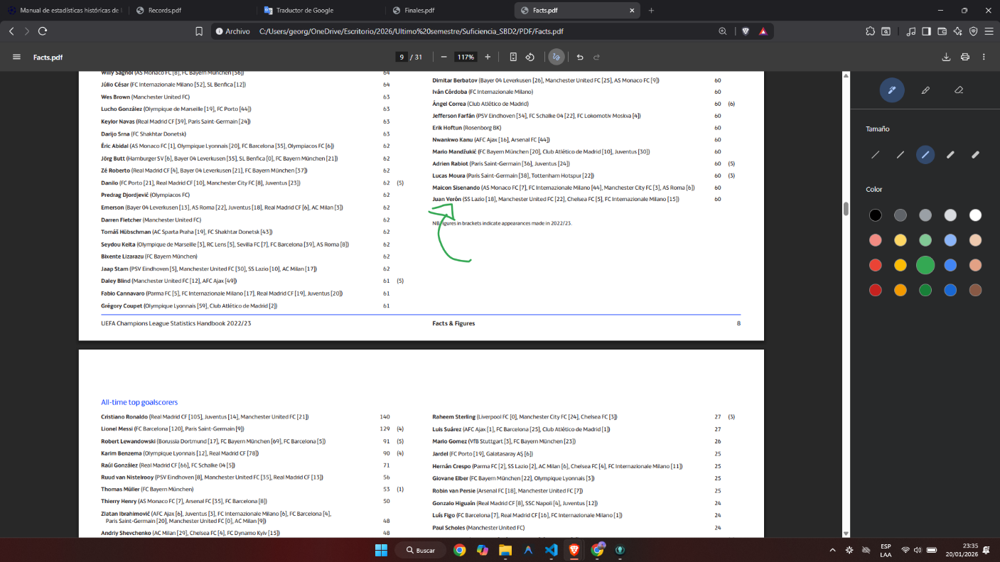 Manual de estadísticas históricas de l
Records.pdf
Traductor de Google
Finales.pdf
Facts.pdf
Archivo C:/Users/georg/OneDrive/Escritorio/2026/Ultimo%20semestre/Suficiencia_SBD2/PDF/Facts.pdf
Facts.pdf
9 / 31
117%
Willy Sagnol (AS Monaco FC [8], FC Bayern München [56]) 64
Júlio César (FC Internazionale Milano [52], SL Benfica [12]) 64
Wes Brown (Manchester United FC) 63
Lucho González (Olympique de Marseille [19], FC Porto [44]) 63
Keylor Navas (Real Madrid CF [39], Paris Saint-Germain [24]) 63
Darijo Srna (FC Shakhtar Donetsk) 63
Éric Abidal (AS Monaco FC [1], Olympique Lyonnais [20], FC Barcelona [35], Olympiacos FC [6]) 62
Jörg Butt (Hamburger SV [6], Bayer 04 Leverkusen [35], SL Benfica [0], FC Bayern München [21]) 62
Zé Roberto (Real Madrid CF [4], Bayer 04 Leverkusen [21], FC Bayern München [37]) 62
Danilo (FC Porto [21], Real Madrid CF [10], Manchester City FC [8], Juventus [23]) 62 (5)
Predrag Djordjević (Olympiacos FC) 62
Emerson (Bayer 04 Leverkusen [13], AS Roma [22], Juventus [18], Real Madrid CF [6], AC Milan [3]) 62
Darren Fletcher (Manchester United FC) 62
Tomáš Hübschman (AC Sparta Praha [19], FC Shakhtar Donetsk [43]) 62
Seydou Keita (Olympique de Marseille [3], RC Lens [5], Sevilla FC [7], FC Barcelona [39], AS Roma [8]) 62
Bixente Lizarazu (FC Bayern München) 62
Jaap Stam (PSV Eindhoven [5], Manchester United FC [30], SS Lazio [10], AC Milan [17]) 62
Daley Blind (Manchester United FC [12], AFC Ajax [49]) 61 (5)
Fabio Cannavaro (Parma FC [5], FC Internazionale Milano [17], Real Madrid CF [19], Juventus [20]) 61
Grégory Coupet (Olympique Lyonnais [59], Club Atlético de Madrid [2]) 61
Dimitar Berbatov (Bayer 04 Leverkusen [26], Manchester United FC [25], AS Monaco FC [9]) 60
Iván Córdoba (FC Internazionale Milano) 60
Ángel Correa (Club Atlético de Madrid) 60 (6)
Jefferson Farfán (PSV Eindhoven [34], FC Schalke 04 [22], FC Lokomotiv Moskva [4]) 60
Erik Hoftun (Rosenborg BK) 60
Nwankwo Kanu (AFC Ajax [16], Arsenal FC [44]) 60
Mario Mandžukić (FC Bayern München [20], Club Atlético de Madrid [10], Juventus [30]) 60
Adrien Rabiot (Paris Saint-Germain [36], Juventus [24]) 60 (5)
Lucas Moura (Paris Saint-Germain [38], Tottenham Hotspur [22]) 60 (3)
Maicon Sisenando (AS Monaco FC [7], FC Internazionale Milano [44], Manchester City FC [3], AS Roma [6]) 60
Juan Verón (SS Lazio [18], Manchester United FC [22], Chelsea FC [5], FC Internazionale Milano [15]) 60
NB Figures in brackets indicate appearances made in 2022/23.
UEFA Champions League Statistics Handbook 2022/23 Facts & Figures 8
All-time top goalscorers
Cristiano Ronaldo (Real Madrid CF [105], Juventus [14], Manchester United FC [21]) 140
Lionel Messi (FC Barcelona [120], Paris Saint-Germain [9]) 129 (4)
Robert Lewandowski (Borussia Dortmund [17], FC Bayern München [69], FC Barcelona [5]) 91 (5)
Karim Benzema (Olympique Lyonnais [12], Real Madrid CF [78]) 90 (4)
Raúl González (Real Madrid CF [66], FC Schalke 04 [5]) 71
Ruud van Nistelrooy (PSV Eindhoven [8], Manchester United FC [35], Real Madrid CF [13]) 56
Thomas Müller (FC Bayern München) 53 (1)
Thierry Henry (AS Monaco FC [7], Arsenal FC [35], FC Barcelona [8]) 50
Zlatan Ibrahimović (AFC Ajax [6], Juventus [3], FC Internazionale Milano [6], FC Barcelona [4],
Paris Saint-Germain [20], Manchester United FC [0], AC Milan [9]) 48
Andriy Shevchenko (AC Milan [29], Chelsea FC [4], FC Dynamo Kyiv [15]) 48
Raheem Sterling (Liverpool FC [0], Manchester City FC [24], Chelsea FC [3]) 27 (3)
Luis Suárez (AFC Ajax [1], FC Barcelona [25], Club Atlético de Madrid [1]) 27
Mario Gomez (VfB Stuttgart [3], FC Bayern München [23]) 26
Jardel (FC Porto [19], Galatasaray AŞ [6]) 25
Hernán Crespo (Parma FC [2], SS Lazio [2], AC Milan [6], Chelsea FC [4], FC Internazionale Milano [11]) 25
Giovane Elber (FC Bayern München [22], Olympique Lyonnais [3]) 25
Robin van Persie (Arsenal FC [18], Manchester United FC [7]) 25
Gonzalo Higuaín (Real Madrid CF [8], SSC Napoli [4], Juventus [12]) 24
Luís Figo (FC Barcelona [7], Real Madrid CF [16], FC Internazionale Milano [1]) 24
Paul Scholes (Manchester United FC) 24
Tamaño
Color
Buscar
ESP
LAA
23:35
20/01/2026